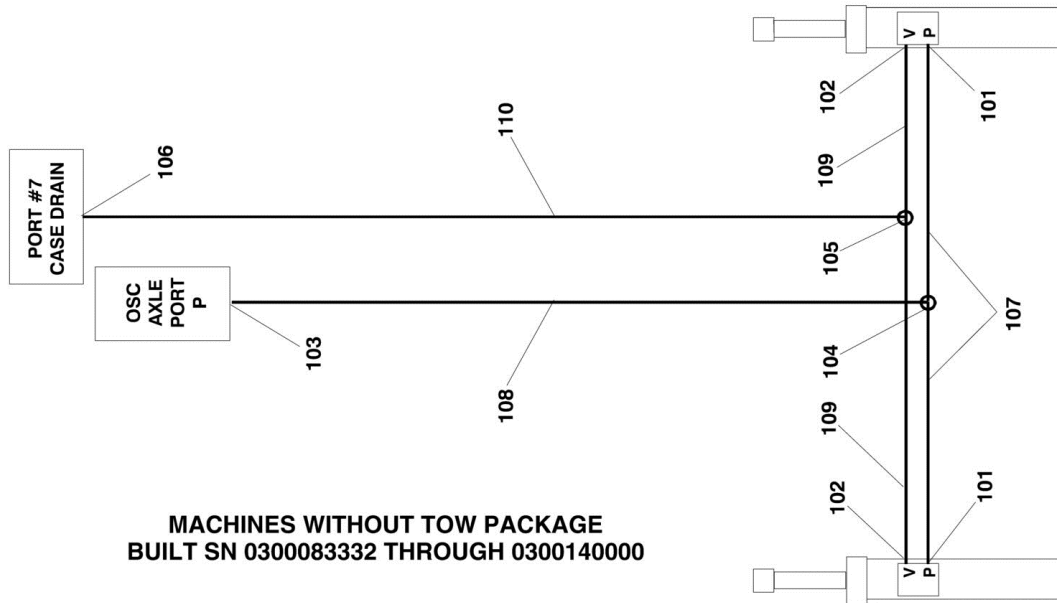 PORT #7
CASE DRAIN
106
OSC
AXLE
PORT
P
103
110
108
102
V
P
101
109
105
104
107
109
102
V
P
101
MACHINES WITHOUT TOW PACKAGE
BUILT SN 0300083332 THROUGH 0300140000